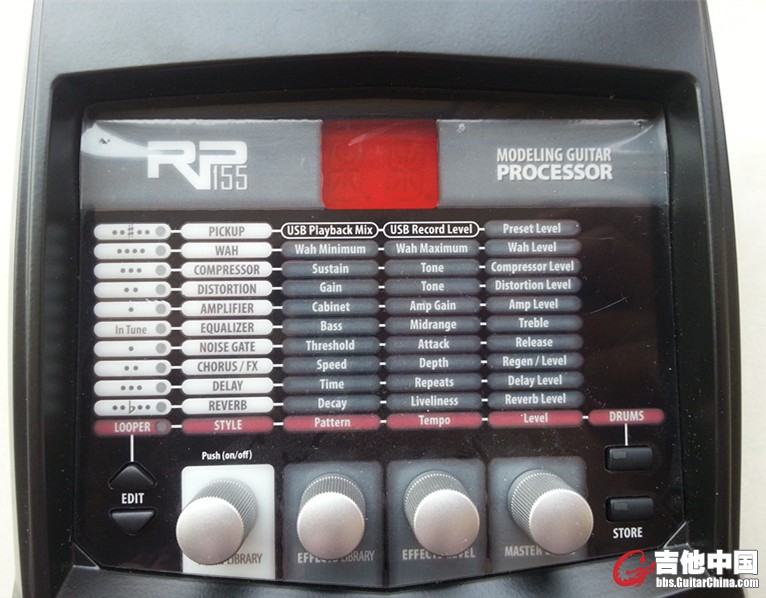 RP155
MODELING GUITAR
PROCESSOR
PICKUP USB Playback Mix USB Record Level Preset Level
WAH Wah Minimum Wah Maximum Wah Level
COMPRESSOR Sustain Tone Compressor Level
DISTORTION Gain Tone Distortion Level
AMPLIFIER Cabinet Amp Gain Amp Level
In Tune EQUALIZER Bass Midrange Treble
NOISE GATE Threshold Attack Release
CHORUS / FX Speed Depth Regen / Level
DELAY Time Repeats Delay Level
REVERB Decay Liveliness Reverb Level
LOOPER STYLE Pattern Tempo Level DRUMS
Push (on/off)
EDIT
LIBRARY EFFECTS LIBRARY EFFECTS LEVEL MASTER
STORE
吉他中国
bbs.GuitarChina.com